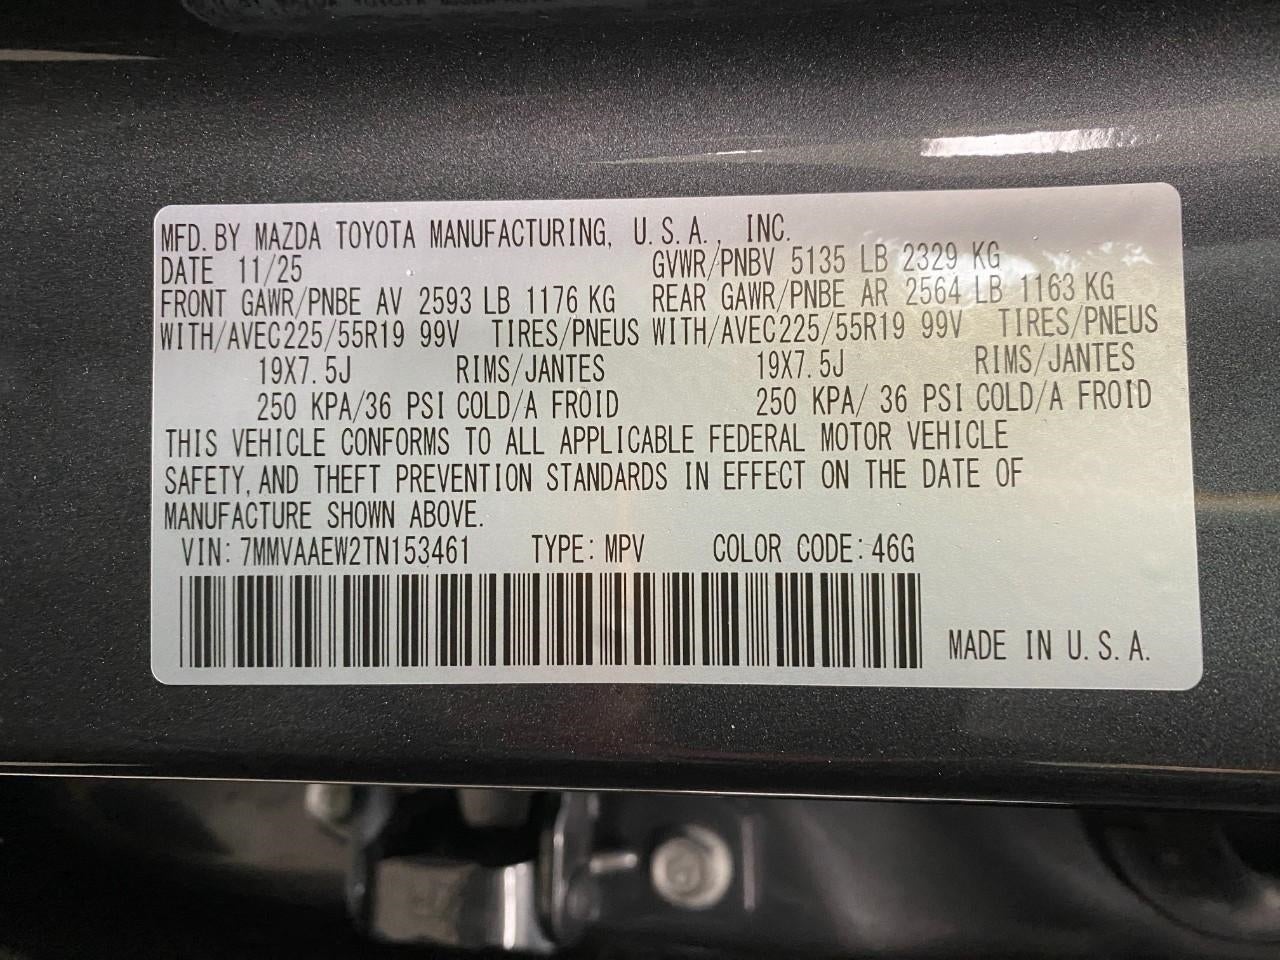 MFD. BY MAZDA TOYOTA MANUFACTURING, U.S.A., INC.
DATE 11/25 GVWR/PNBV 5135 LB 2329 KG
FRONT GAWR/PNBE AV 2593 LB 1176 KG REAR GAWR/PNBE AR 2564 LB 1163 KG
WITH/AVEC 225/55R19 99V TIRES/PNEUS WITH/AVEC 225/55R19 99V TIRES/PNEUS
19X7.5J RIMS/JANTES 19X7.5J RIMS/JANTES
250 KPA/36 PSI COLD/A FROID 250 KPA/ 36 PSI COLD/A FROID
THIS VEHICLE CONFORMS TO ALL APPLICABLE FEDERAL MOTOR VEHICLE
SAFETY, AND THEFT PREVENTION STANDARDS IN EFFECT ON THE DATE OF
MANUFACTURE SHOWN ABOVE.
VIN: 7MMVAAEW2TN153461 TYPE: MPV COLOR CODE: 46G
MADE IN U.S.A.